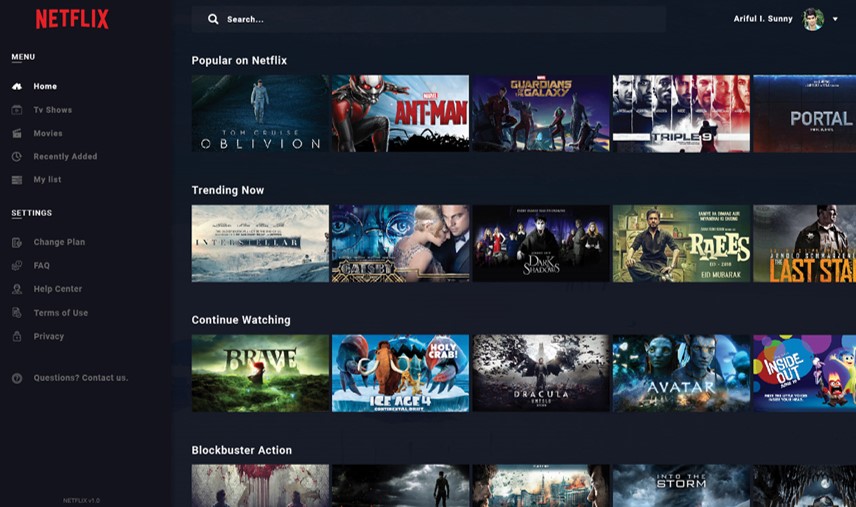 NETFLIX
Search...
Ariful I. Sunny
MENU
Home
Tv Shows
Movies
Recently Added
My list
SETTINGS
Change Plan
FAQ
Help Center
Terms of Use
Privacy
Questions? Contact us.
NETFLIX v1.0
Popular on Netflix
TOM CRUISE
OBLIVION
MARVEL
ANT-MAN
MARVEL
GUARDIANS
OF THE
GALAXY
TRIPLE 9
PORTAL
Trending Now
INTERSTELLAR
GATSBY
DARK
SHADOWS
RAEES
EID MUBARAK
ARNOLD SCHWARZE
THE
LAST STA
Continue Watching
BRAVE
HOLY
CRAB!
ICE AGE 4
CONTINENTAL DRIFT
DRACULA
UNTOLD
AVATAR
INSIDE
OUT
Blockbuster Action
INTO THE
STORM